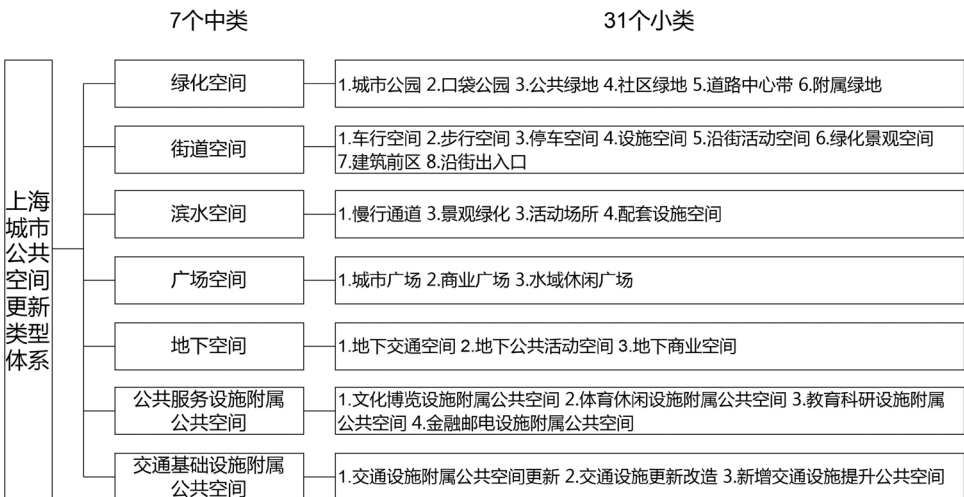 7个中类
31个小类
上海
城市
公共
空间
更新
类型
体系
绿化空间
1.城市公园 2.口袋公园 3.公共绿地 4.社区绿地 5.道路中心带 6.附属绿地
街道空间
1.车行空间 2.步行空间 3.停车空间 4.设施空间 5.沿街活动空间 6.绿化景观空间
7.建筑前区 8.沿街出入口
滨水空间
1.慢行通道 3.景观绿化 3.活动场所 4.配套设施空间
广场空间
1.城市广场 2.商业广场 3.水域休闲广场
地下空间
1.地下交通空间 2.地下公共活动空间 3.地下商业空间
公共服务设施附属
公共空间
1.文化博览设施附属公共空间 2.体育休闲设施附属公共空间 3.教育科研设施附属
公共空间 4.金融邮电设施附属公共空间
交通基础设施附属
公共空间
1.交通设施附属公共空间更新 2.交通设施更新改造 3.新增交通设施提升公共空间